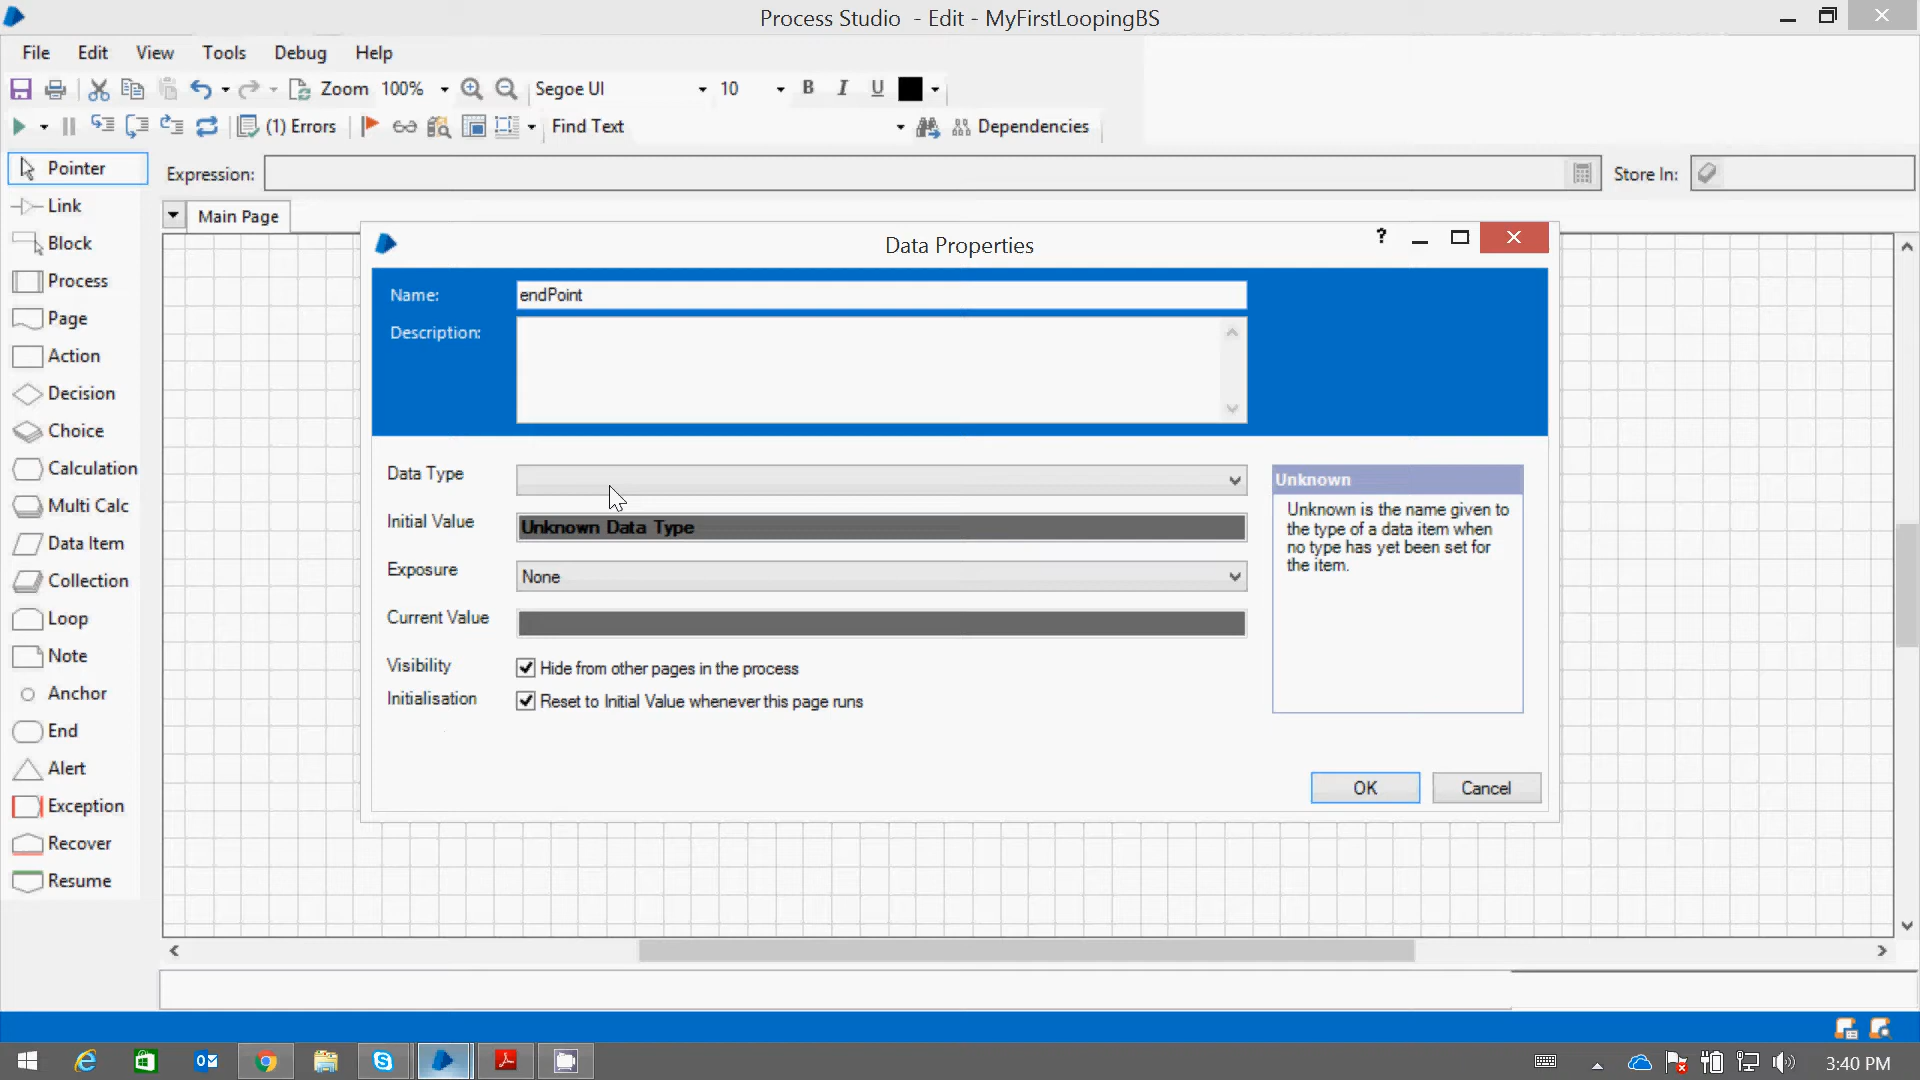 Process Studio - Edit - MyFirstLoopingBS
File Edit View Tools Debug Help
Zoom 100% Segoe UI 10 B I U
(1) Errors Find Text Dependencies
Pointer
Expression:
Store In:
Link
Main Page
Block
Process
Page
Action
Decision
Choice
Calculation
Multi Calc
Data Item
Collection
Loop
Note
Anchor
End
Alert
Exception
Recover
Resume
Data Properties
?
Name: endPoint
Description:
Data Type
Initial Value Unknown Data Type
Exposure None
Current Value
Visibility Hide from other pages in the process
Initialisation Reset to Initial Value whenever this page runs
Unknown
Unknown is the name given to
the type of a data item when
no type has yet been set for
the item.
OK Cancel
3:40 PM